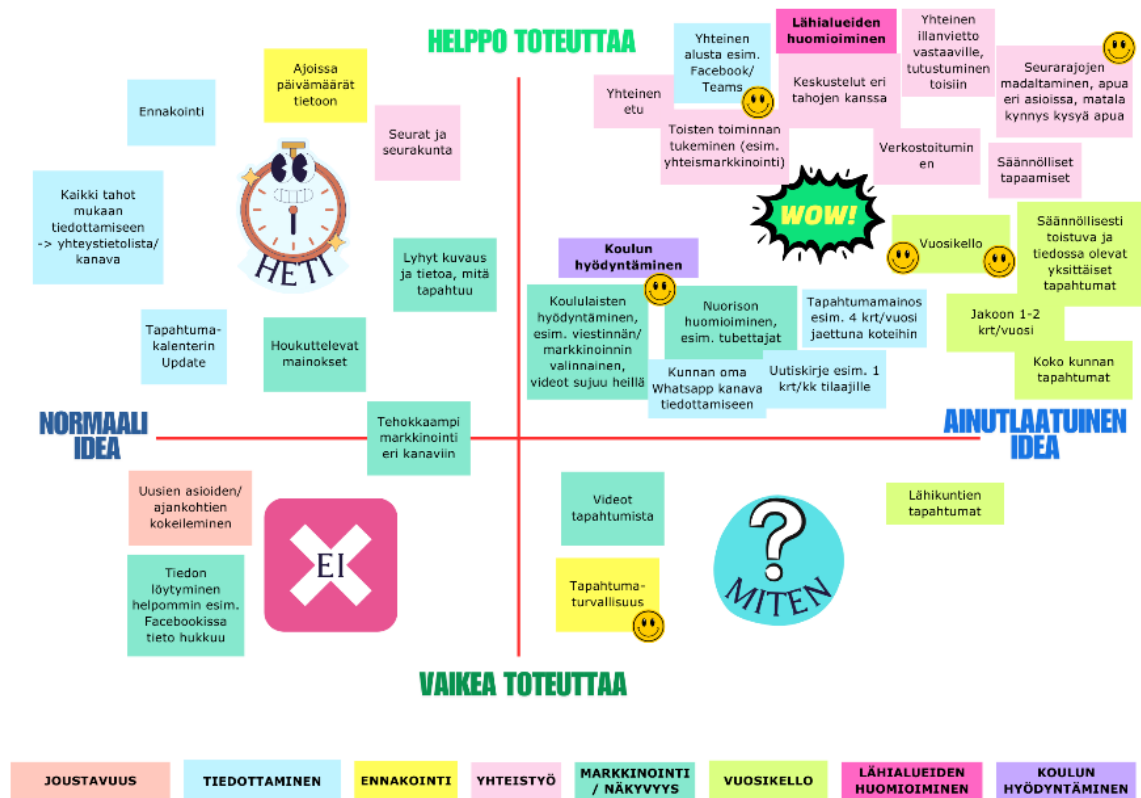 HELPPO TOTEUTTAA
Ennakointi
Ajoissa
päivämäärät
tietoon
Seurat ja
seurakunta
Kaikki tahot
mukaan
tiedottamiseen
-> yhteystietolista/
kanava
HETI
Lyhyt kuvaus
ja tietoa, mitä
tapahtuu
Tapahtuma-
kalenterin
Update
Houkuttelevat
mainokset
Yhteinen
etu
Yhteinen
alusta esim.
Facebook/
Teams
Lähialueiden
huomioiminen
Keskustelut eri
tahojen kanssa
Yhteinen
illanvietto
vastaaville,
tutustuminen
toisiin
Seurarajojen
madaltaminen, apua
eri asioissa, matala
kynnys kysyä apua
Toisten toiminnan
tukeminen (esim.
yhteismarkkinointi)
Verkostoitumin
en
Säännölliset
tapaamiset
WOW!
Koulun
hyödyntäminen
Vuosikello
Säännöllisesti
toistuva ja
tiedossa olevat
yksittäiset
tapahtumat
Koululaisten
hyödyntäminen,
esim. viestinnän/
markkinoinnin
valinnainen,
videot sujuu heillä
Nuorison
huomioiminen,
esim. tubettajat
Tapahtumamainos
esim. 4 krt/vuosi
jaettuna koteihin
Jakoon 1-2
krt/vuosi
Kunnan oma
Whatsapp kanava
tiedottamiseen
Uutiskirje esim. 1
krt/kk tilaajille
Koko kunnan
tapahtumat
NORMAALI
IDEA
Tehokkaampi
markkinointi
eri kanaviin
AINUTLAATUINEN
IDEA
Uusien asioiden/
ajankohtien
kokeileminen
EI
Tiedon
löytyminen
helpommin esim.
Facebookissa
tieto hukkuu
Videot
tapahtumista
Tapahtuma-
turvallisuus
MITEN
Lähikuntien
tapahtumat
VAIKEA TOTEUTTAA
JOUSTAVUUS
TIEDOTTAMINEN
ENNAKOINTI
YHTEISTYÖ
MARKKINOINTI
/ NÄKYVYYS
VUOSIKELLO
LÄHIALUEIDEN
HUOMIOIMINEN
KOULUN
HYÖDYNTÄMINEN